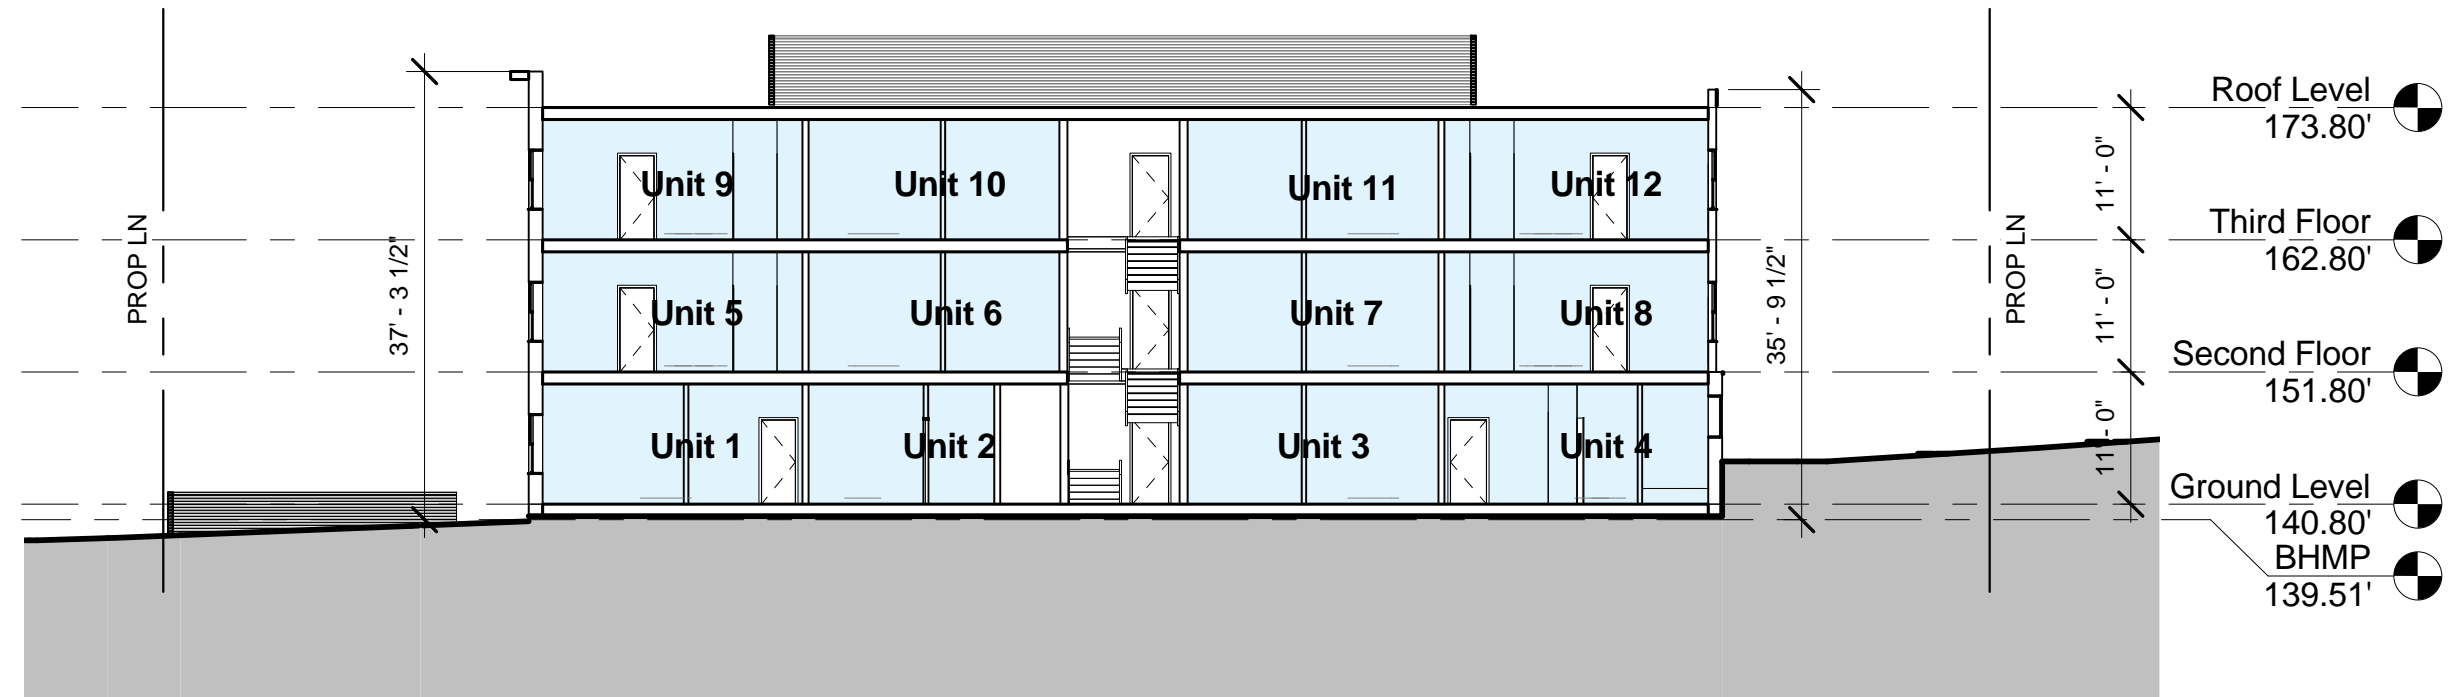 Roof Level
173.80'
Unit 9
Unit 10
Unit 11
Unit 12
11' - 0"
Third Floor
162.80'
PROP LN
PROP LN
37' - 3 1/2"
35' - 9 1/2"
Unit 5
Unit 6
Unit 7
Unit 8
11' - 0"
Second Floor
151.80'
Unit 1
Unit 2
Unit 3
Unit 4
11' - 0"
Ground Level
140.80'
BHMP
139.51'